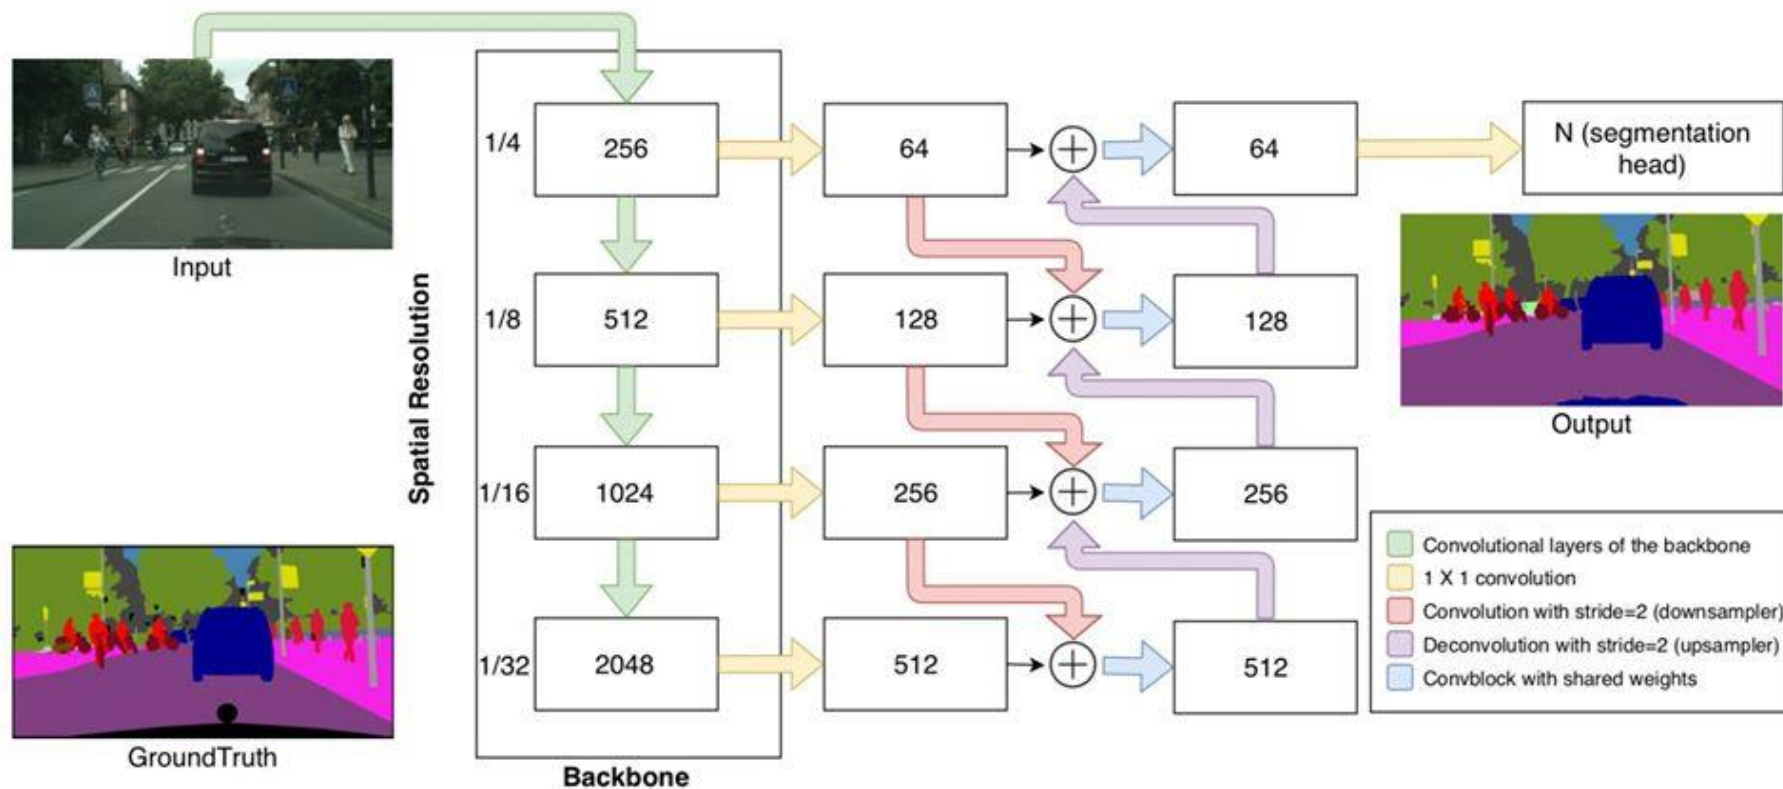 Input
GroundTruth
Spatial Resolution
1/4
1/8
1/16
1/32
256
512
1024
2048
Backbone
64
128
256
512
64
128
256
512
N (segmentation
head)
Output
Convolutional layers of the backbone
1 X 1 convolution
Convolution with stride=2 (downsampler)
Deconvolution with stride=2 (upsampler)
Convblock with shared weights